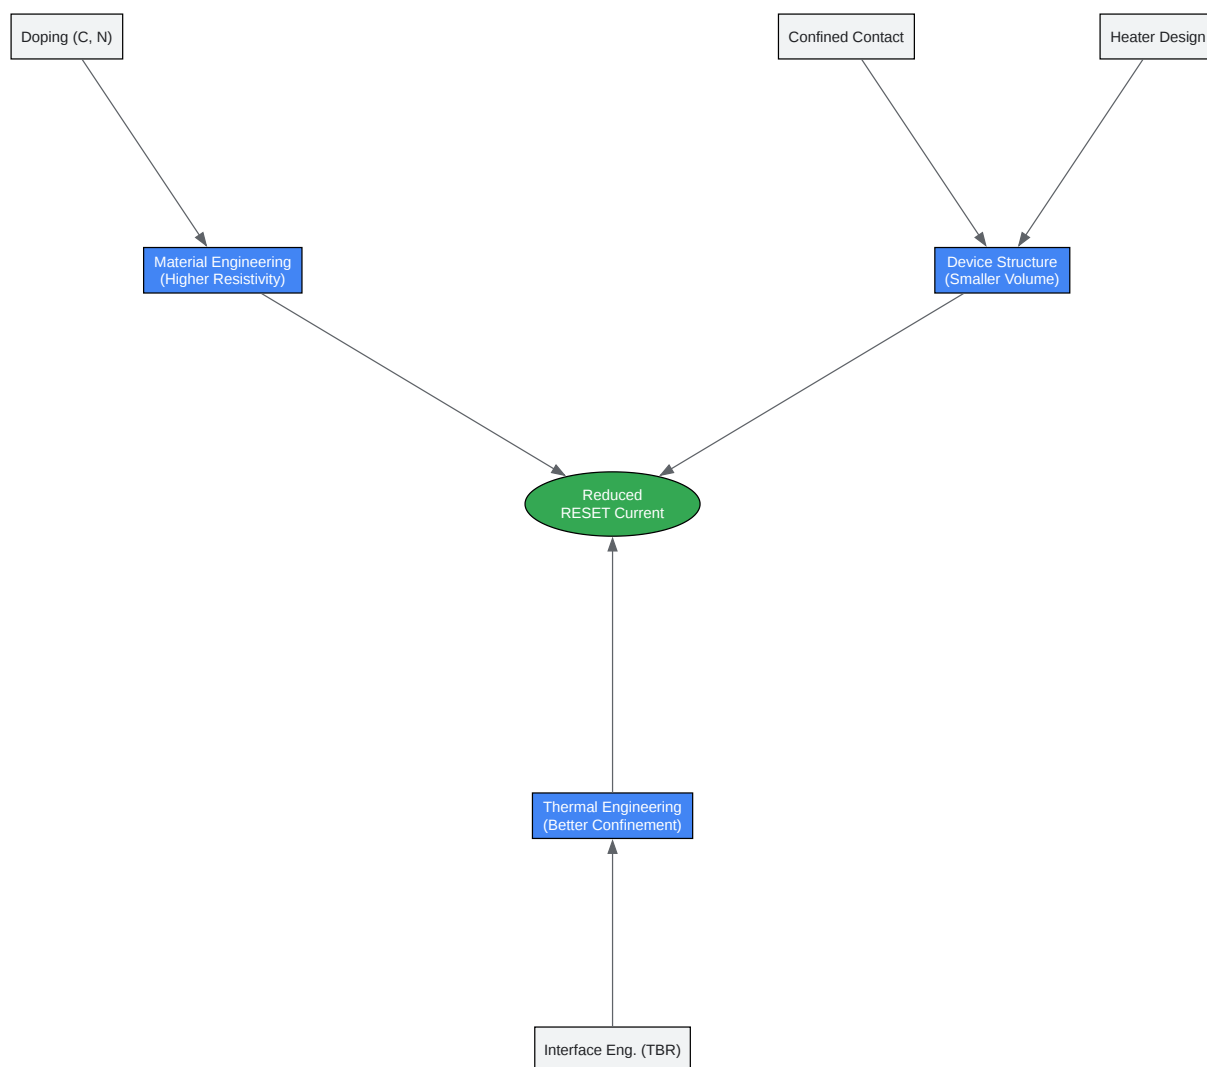 Doping (C, N)
Confined Contact
Heater Design
Material Engineering
(Higher Resistivity)
Device Structure
(Smaller Volume)
Reduced
RESET Current
Thermal Engineering
(Better Confinement)
Interface Eng. (TBR)